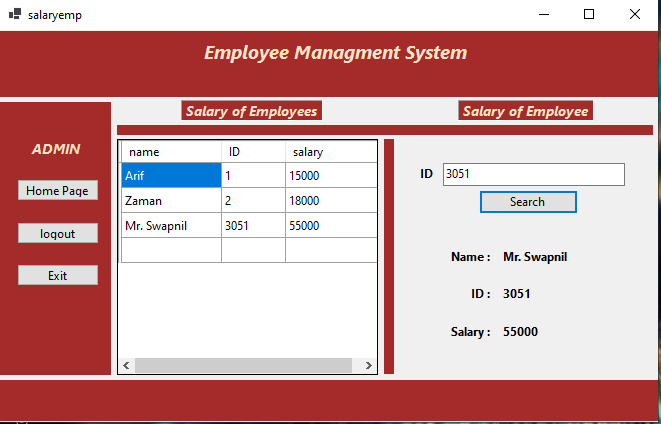 salaryemp
Employee Managment System
Salary of Employees
Salary of Employee
ADMIN
Home Page
logout
Exit
name ID salary
Arif 1 15000
Zaman 2 18000
Mr. Swapnil 3051 55000
ID 3051
Search
Name : Mr. Swapnil
ID : 3051
Salary : 55000